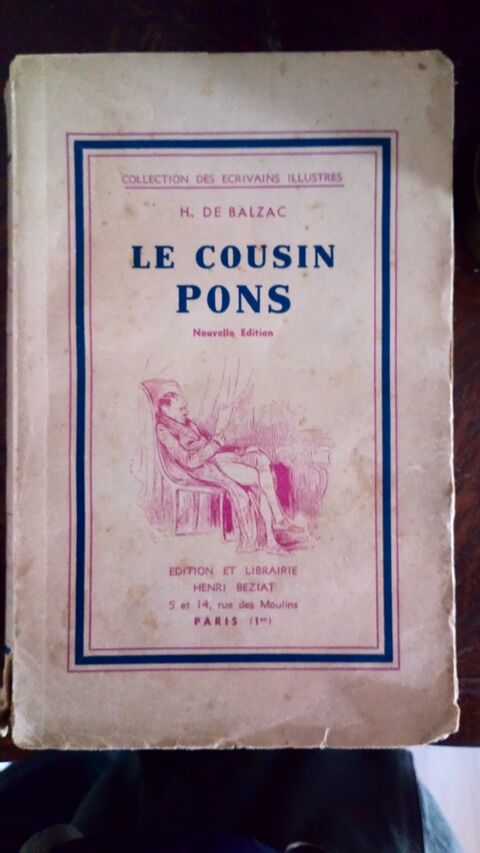 COLLECTION DES ECRIVAINS ILLUSTRES
H. DE BALZAC
LE COUSIN
PONS
Nouvelle Edition
EDITION ET LIBRAIRIE
HENRI BEZIAT
5 et 14, rue des Moulins
PARIS (1er)